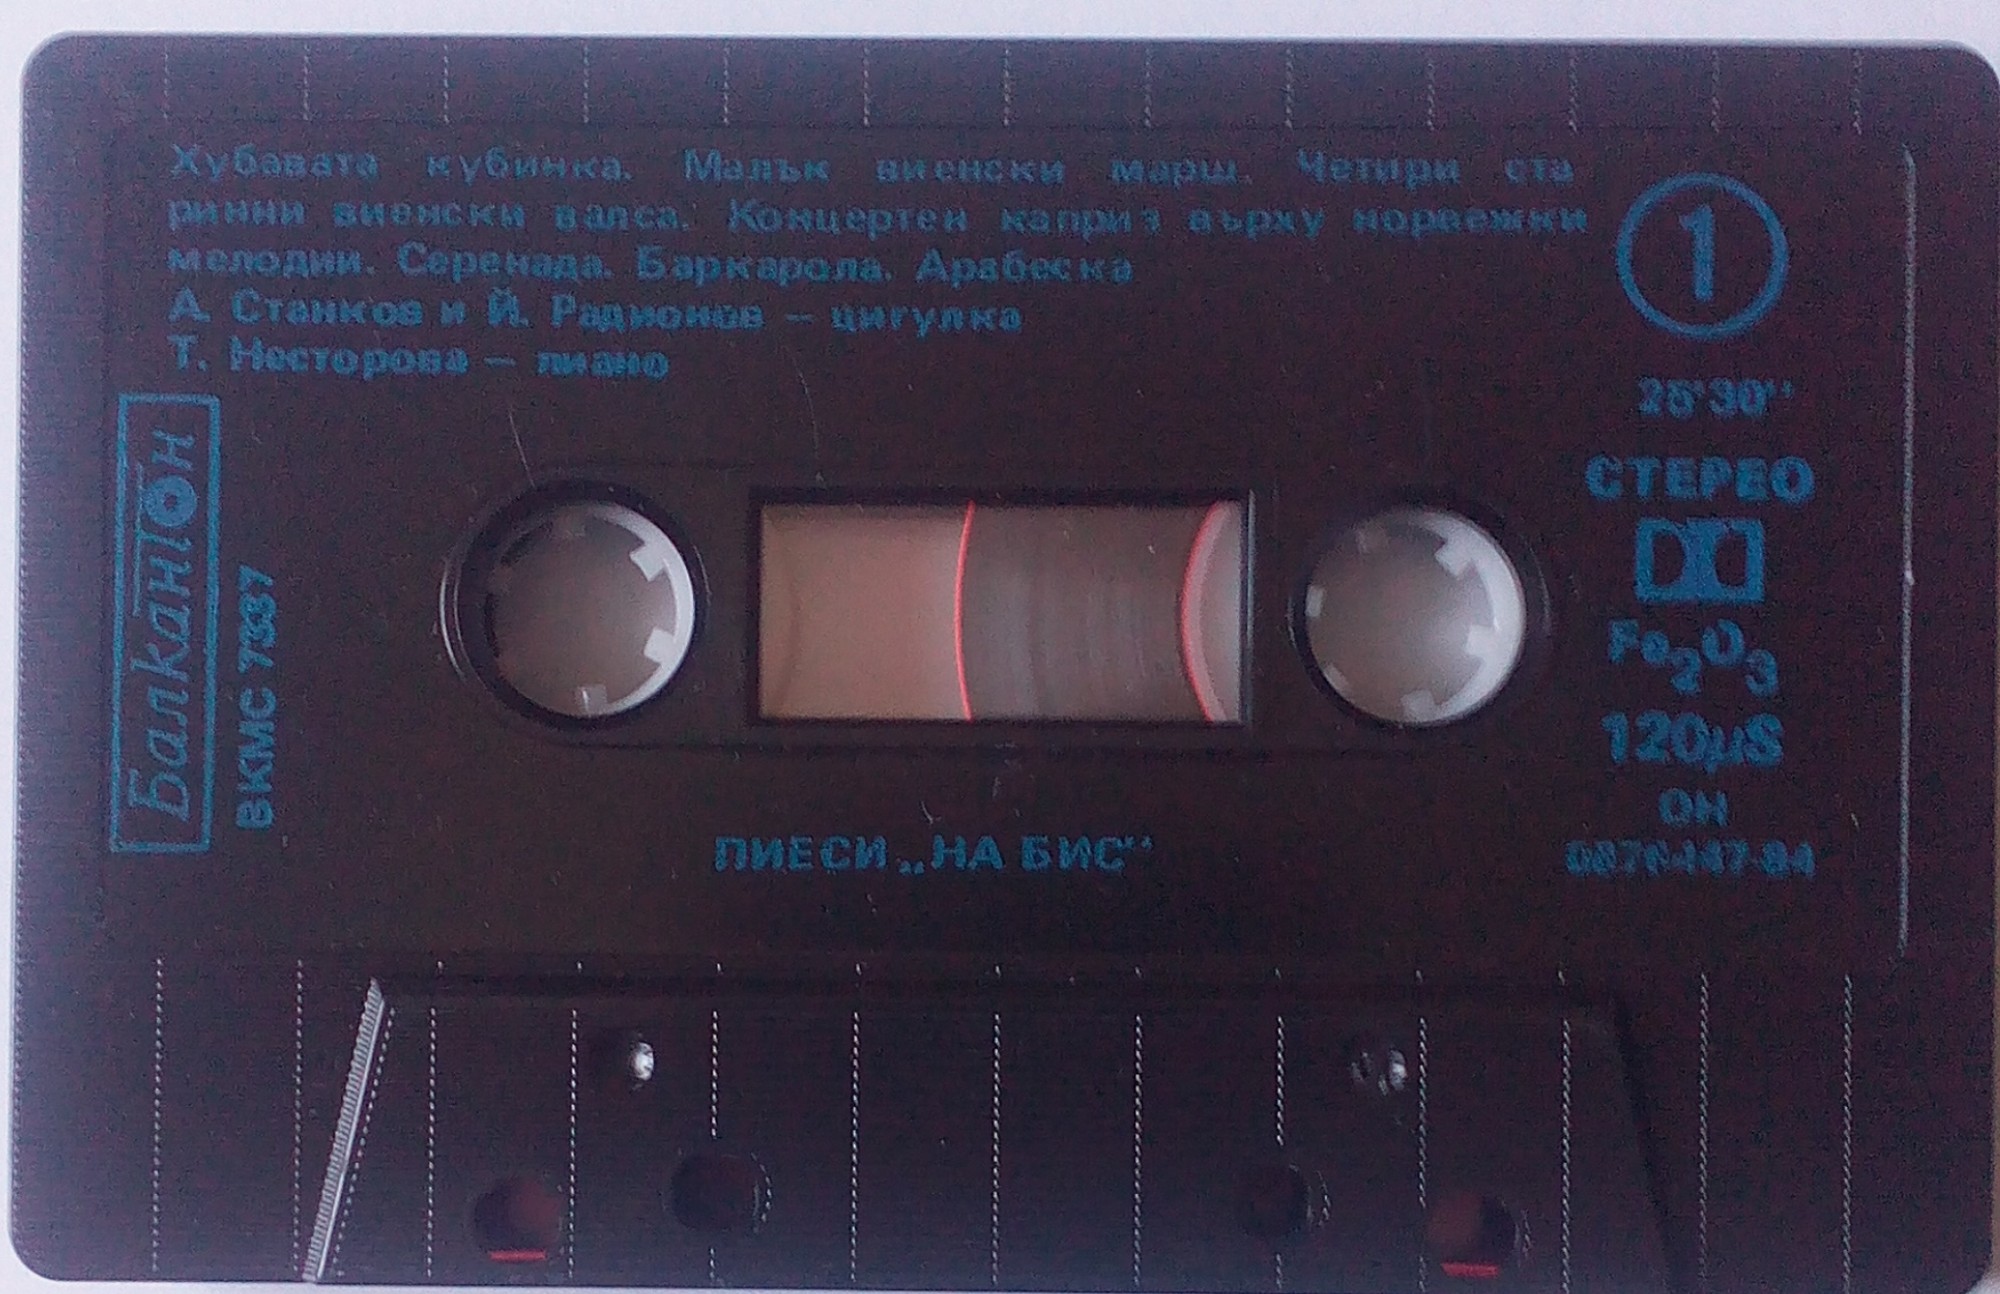 Хубавата кубинка. Малък виенски марш. Четири ста
ринни виенски валса. Концертен каприз върху норвежки
мелодии. Серенада. Баркарола. Арабеска
А. Станков и Й. Радионов – цигулка
Т. Несторова – пиано
1
Балкантон
ВКМС 7387
25'30''
СТЕРЕО
Fe2O3
120µS
ОН
ПИЕСИ „НА БИС“